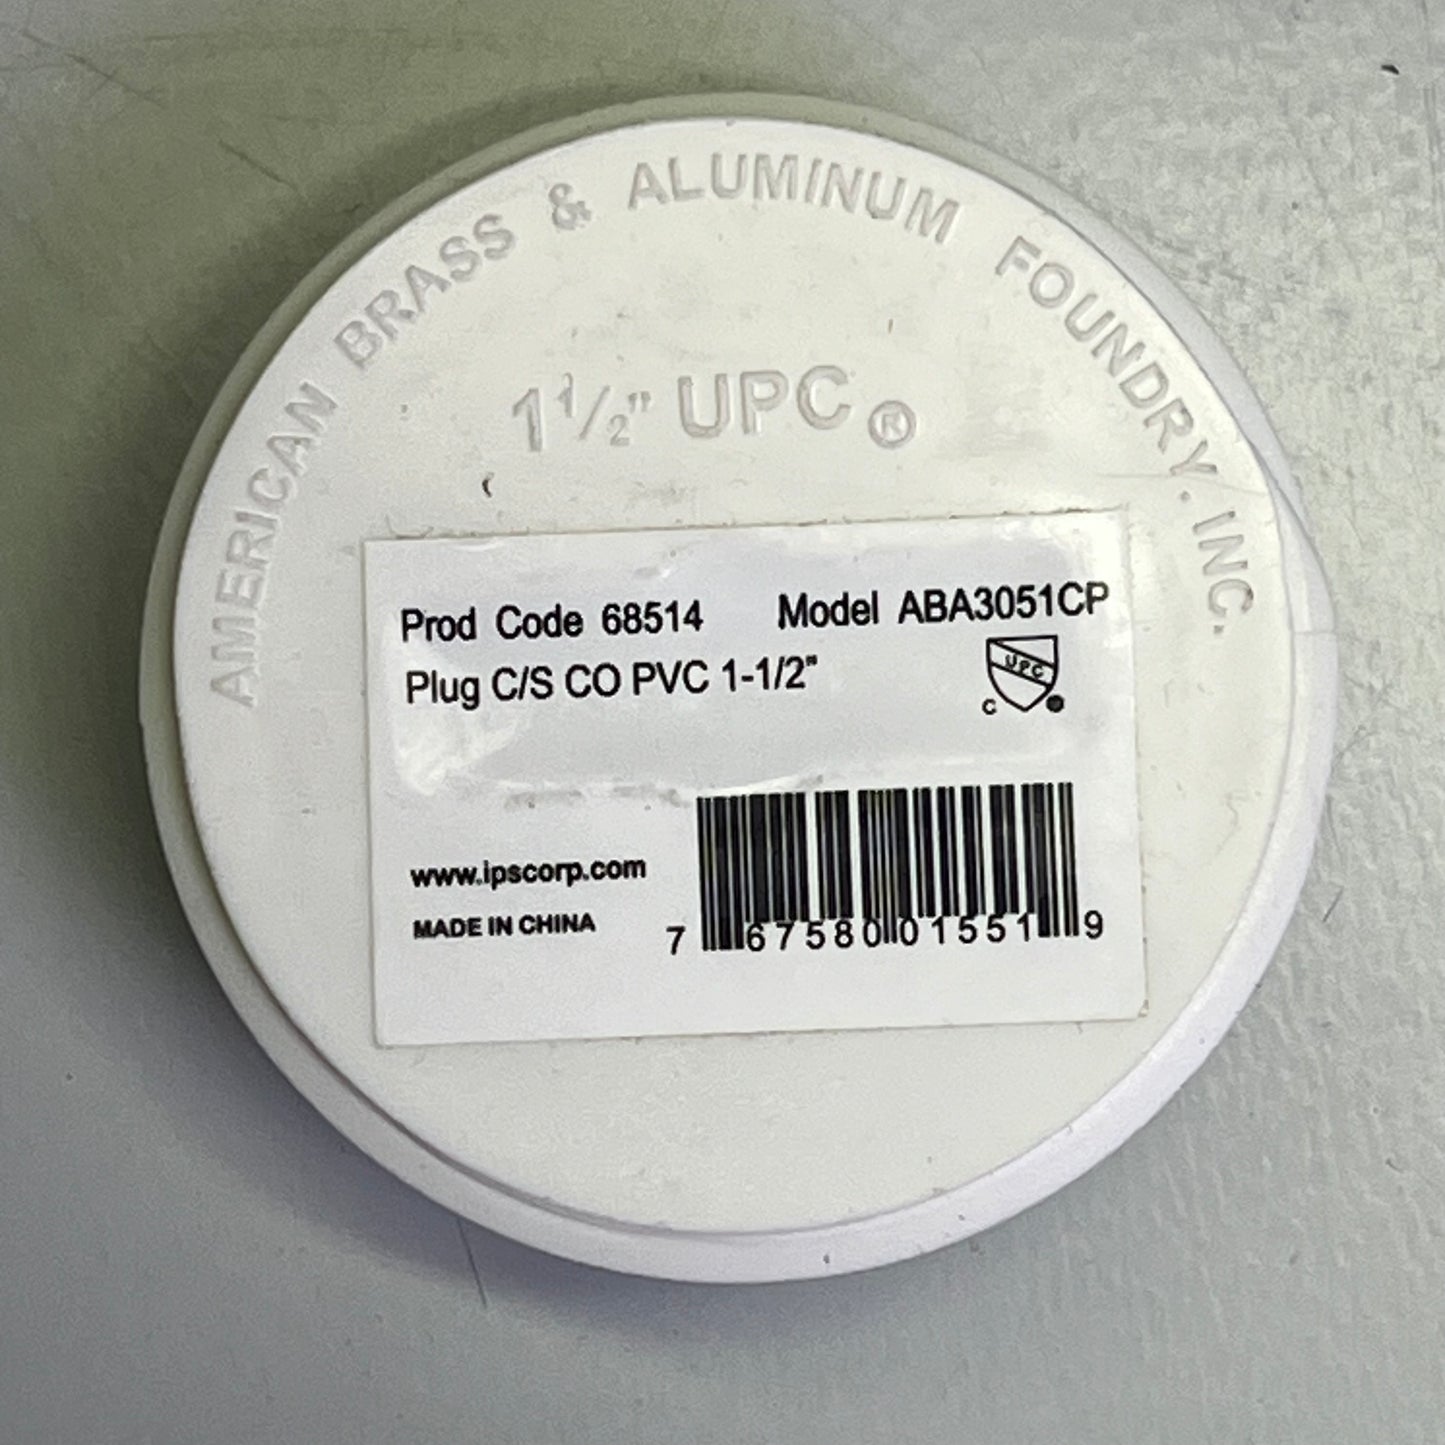 AMERICAN BRASS & ALUMINUM FOUNDRY. INC.
1 1/2" UPC ®
Prod Code 68514 Model ABA3051CP
Plug C/S CO PVC 1-1/2"
UPC
C
www.ipscorp.com
MADE IN CHINA
7 67580 01551 9